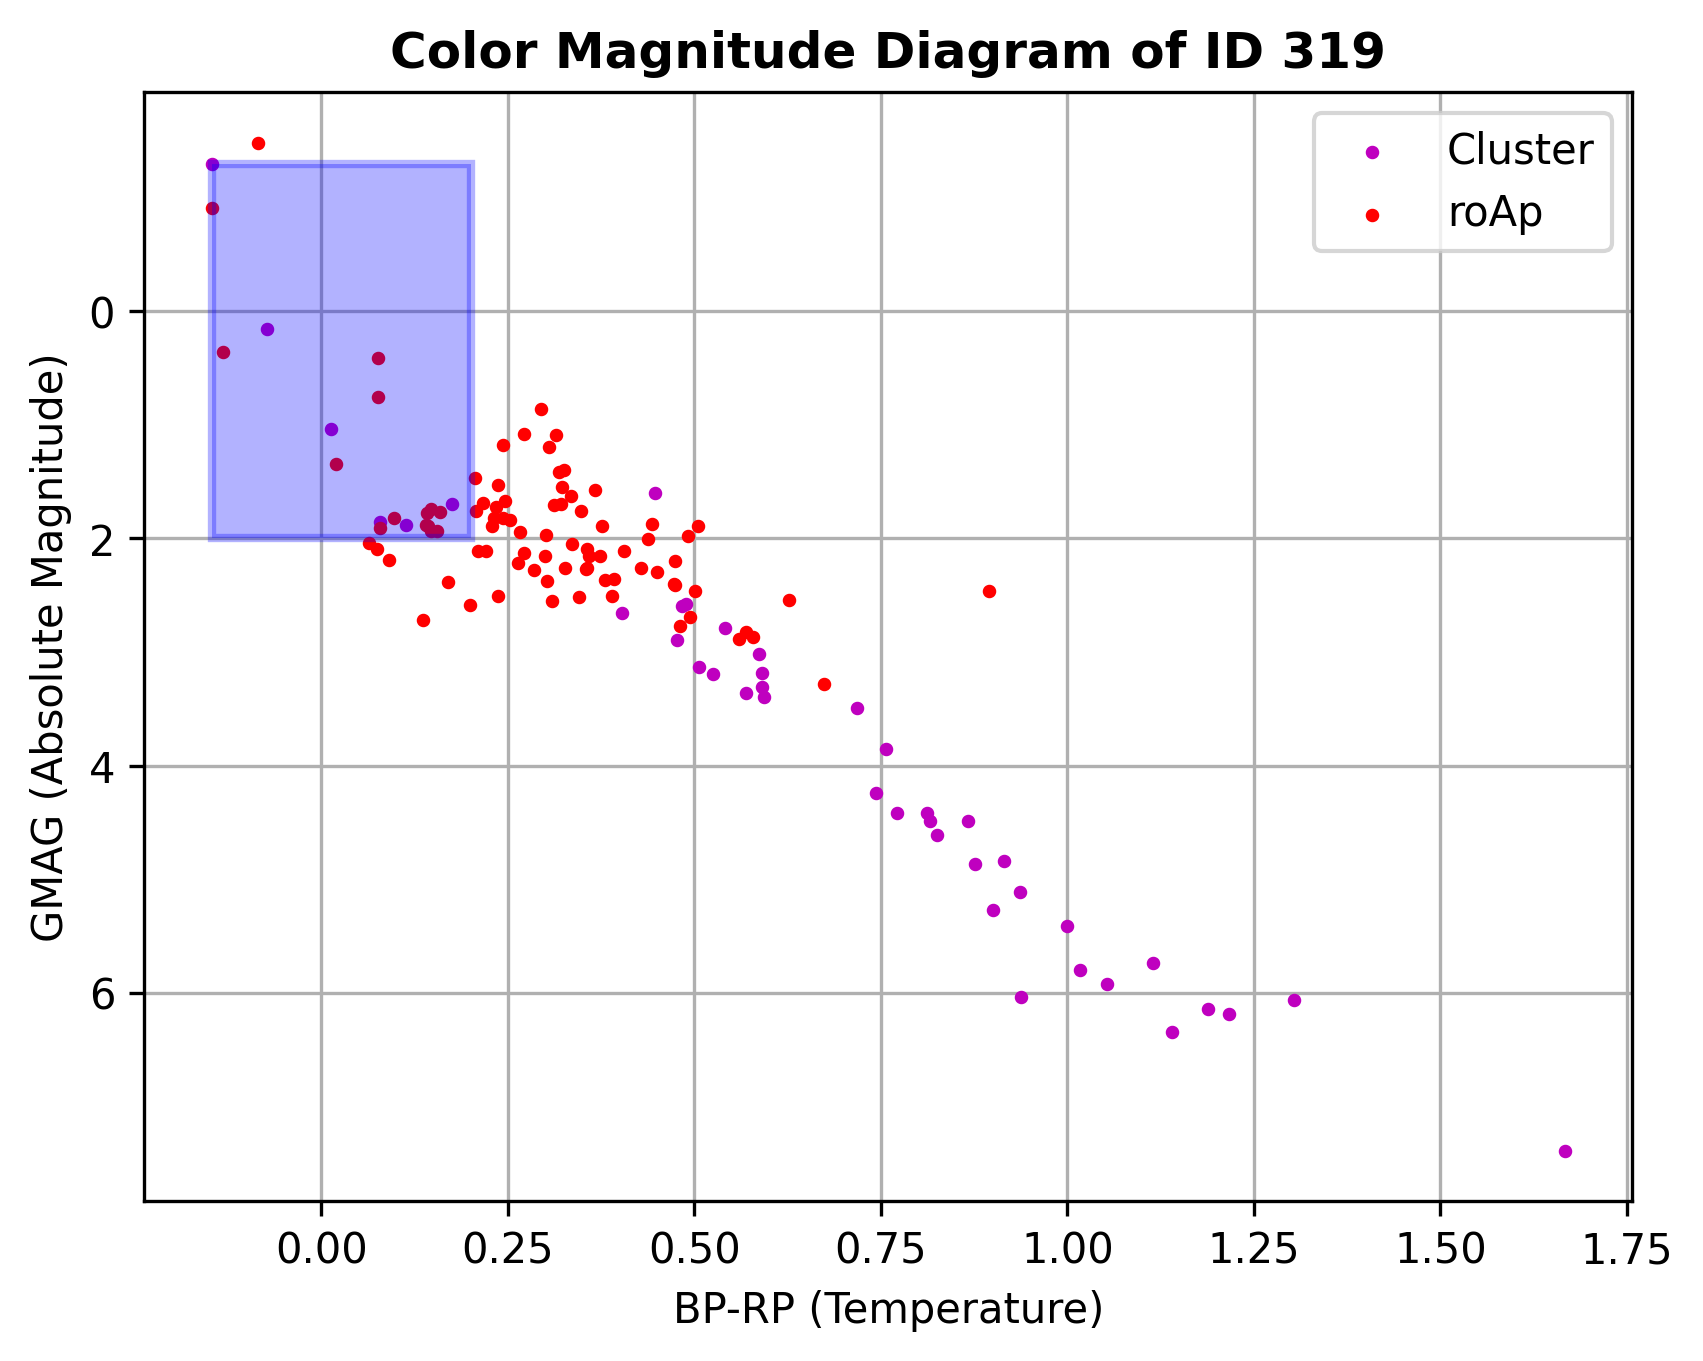 Color Magnitude Diagram of ID 319
Cluster
roAp
GMAG (Absolute Magnitude)
0
2
4
6
0.00 0.25 0.50 0.75 1.00 1.25 1.50 1.75
BP-RP (Temperature)